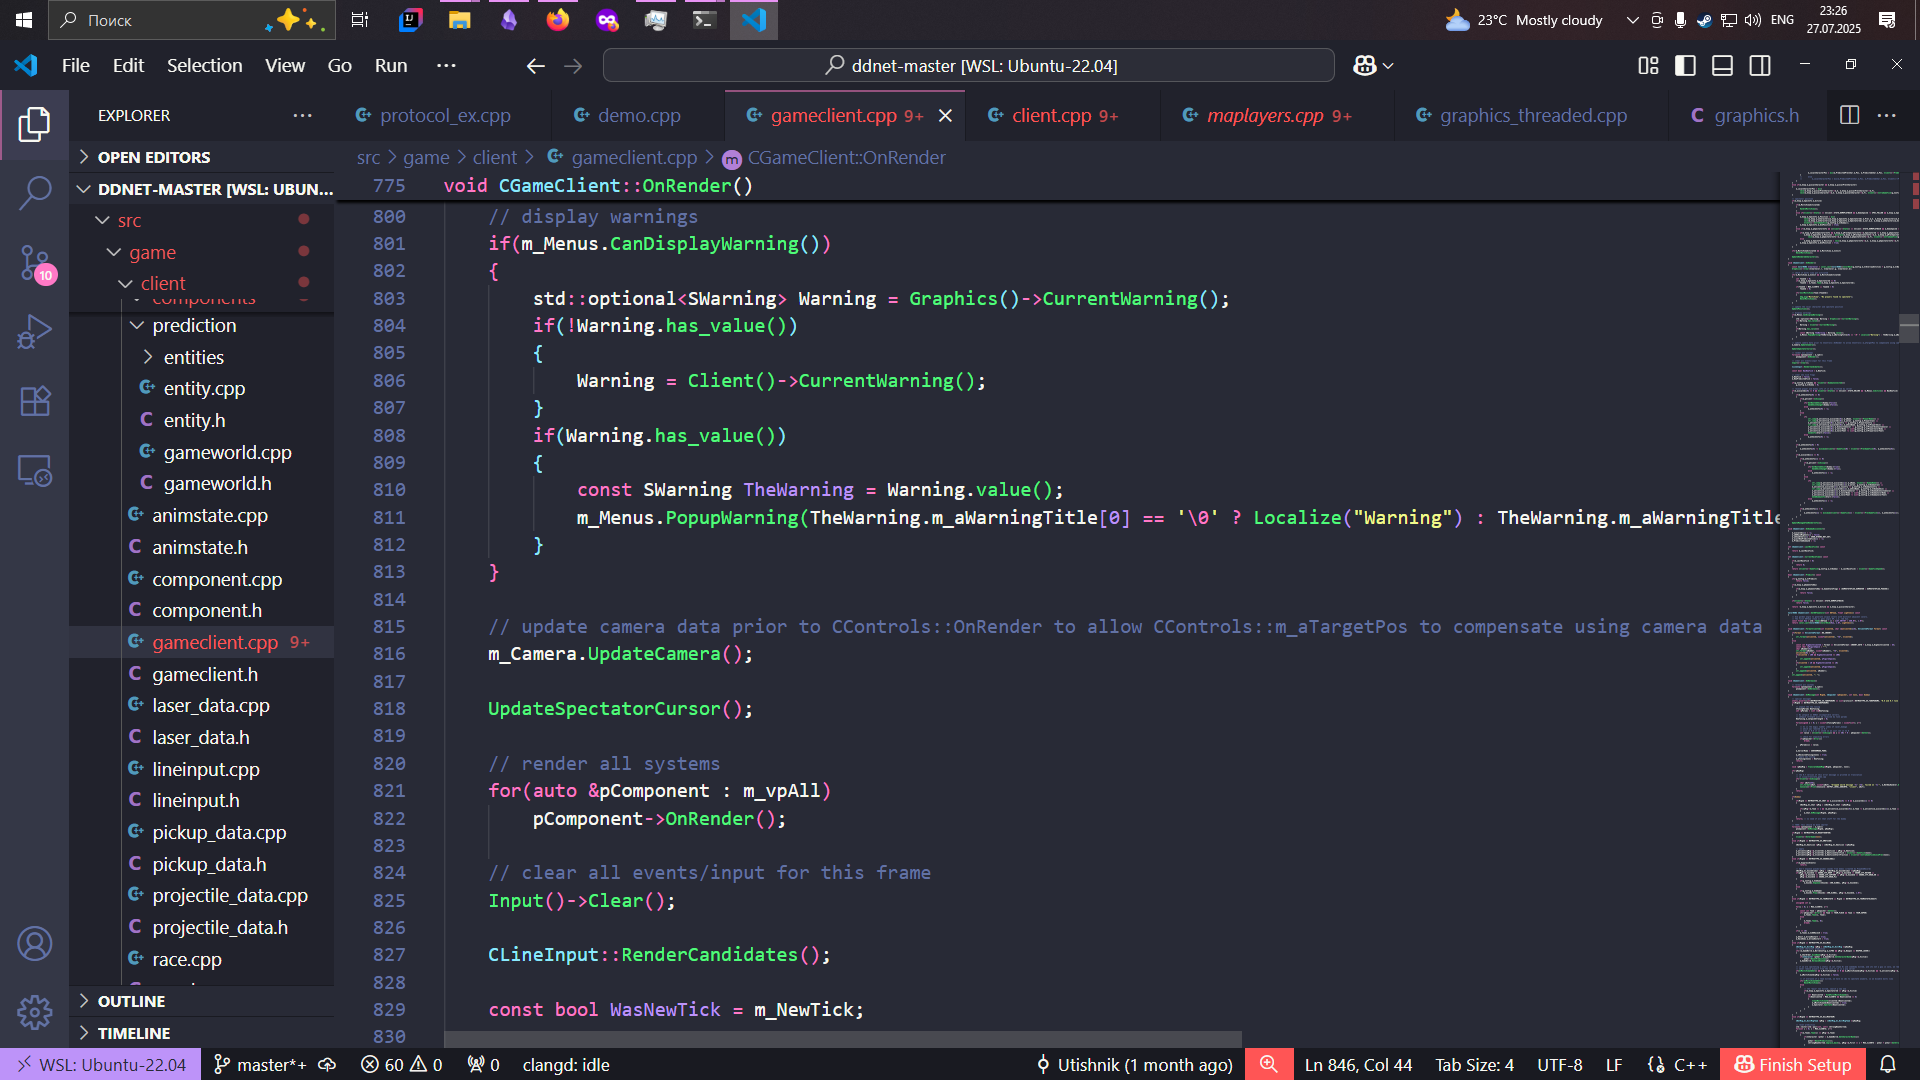 Поиск
23°C Mostly cloudy
ENG
23:26
27.07.2025
File Edit Selection View Go Run ...
ddnet-master [WSL: Ubuntu-22.04]
EXPLORER
protocol_ex.cpp
demo.cpp
gameclient.cpp 9+
client.cpp 9+
maplayers.cpp 9+
graphics_threaded.cpp
graphics.h
OPEN EDITORS
DDNET-MASTER [WSL: UBUN...
src
game
client
components
prediction
entities
entity.cpp
entity.h
gameworld.cpp
gameworld.h
animstate.cpp
animstate.h
component.cpp
component.h
gameclient.cpp 9+
gameclient.h
laser_data.cpp
laser_data.h
lineinput.cpp
lineinput.h
pickup_data.cpp
pickup_data.h
projectile_data.cpp
projectile_data.h
race.cpp
OUTLINE
TIMELINE
10
src > game > client > gameclient.cpp > CGameClient::OnRender
775 void CGameClient::OnRender()
800 // display warnings
801 if(m_Menus.CanDisplayWarning())
802 {
803 std::optional<SWarning> Warning = Graphics()->CurrentWarning();
804 if(!Warning.has_value())
805 {
806 Warning = Client()->CurrentWarning();
807 }
808 if(Warning.has_value())
809 {
810 const SWarning TheWarning = Warning.value();
811 m_Menus.PopupWarning(TheWarning.m_aWarningTitle[0] == '\0' ? Localize("Warning") : TheWarning.m_aWarningTitle
812 }
813 }
814
815 // update camera data prior to CControls::OnRender to allow CControls::m_aTargetPos to compensate using camera data
816 m_Camera.UpdateCamera();
817
818 UpdateSpectatorCursor();
819
820 // render all systems
821 for(auto &pComponent : m_vpAll)
822 pComponent->OnRender();
823
824 // clear all events/input for this frame
825 Input()->Clear();
826
827 CLineInput::RenderCandidates();
828
829 const bool WasNewTick = m_NewTick;
830
WSL: Ubuntu-22.04 master*+ 60 0 0 clangd: idle Utishnik (1 month ago) Ln 846, Col 44 Tab Size: 4 UTF-8 LF C++ Finish Setup